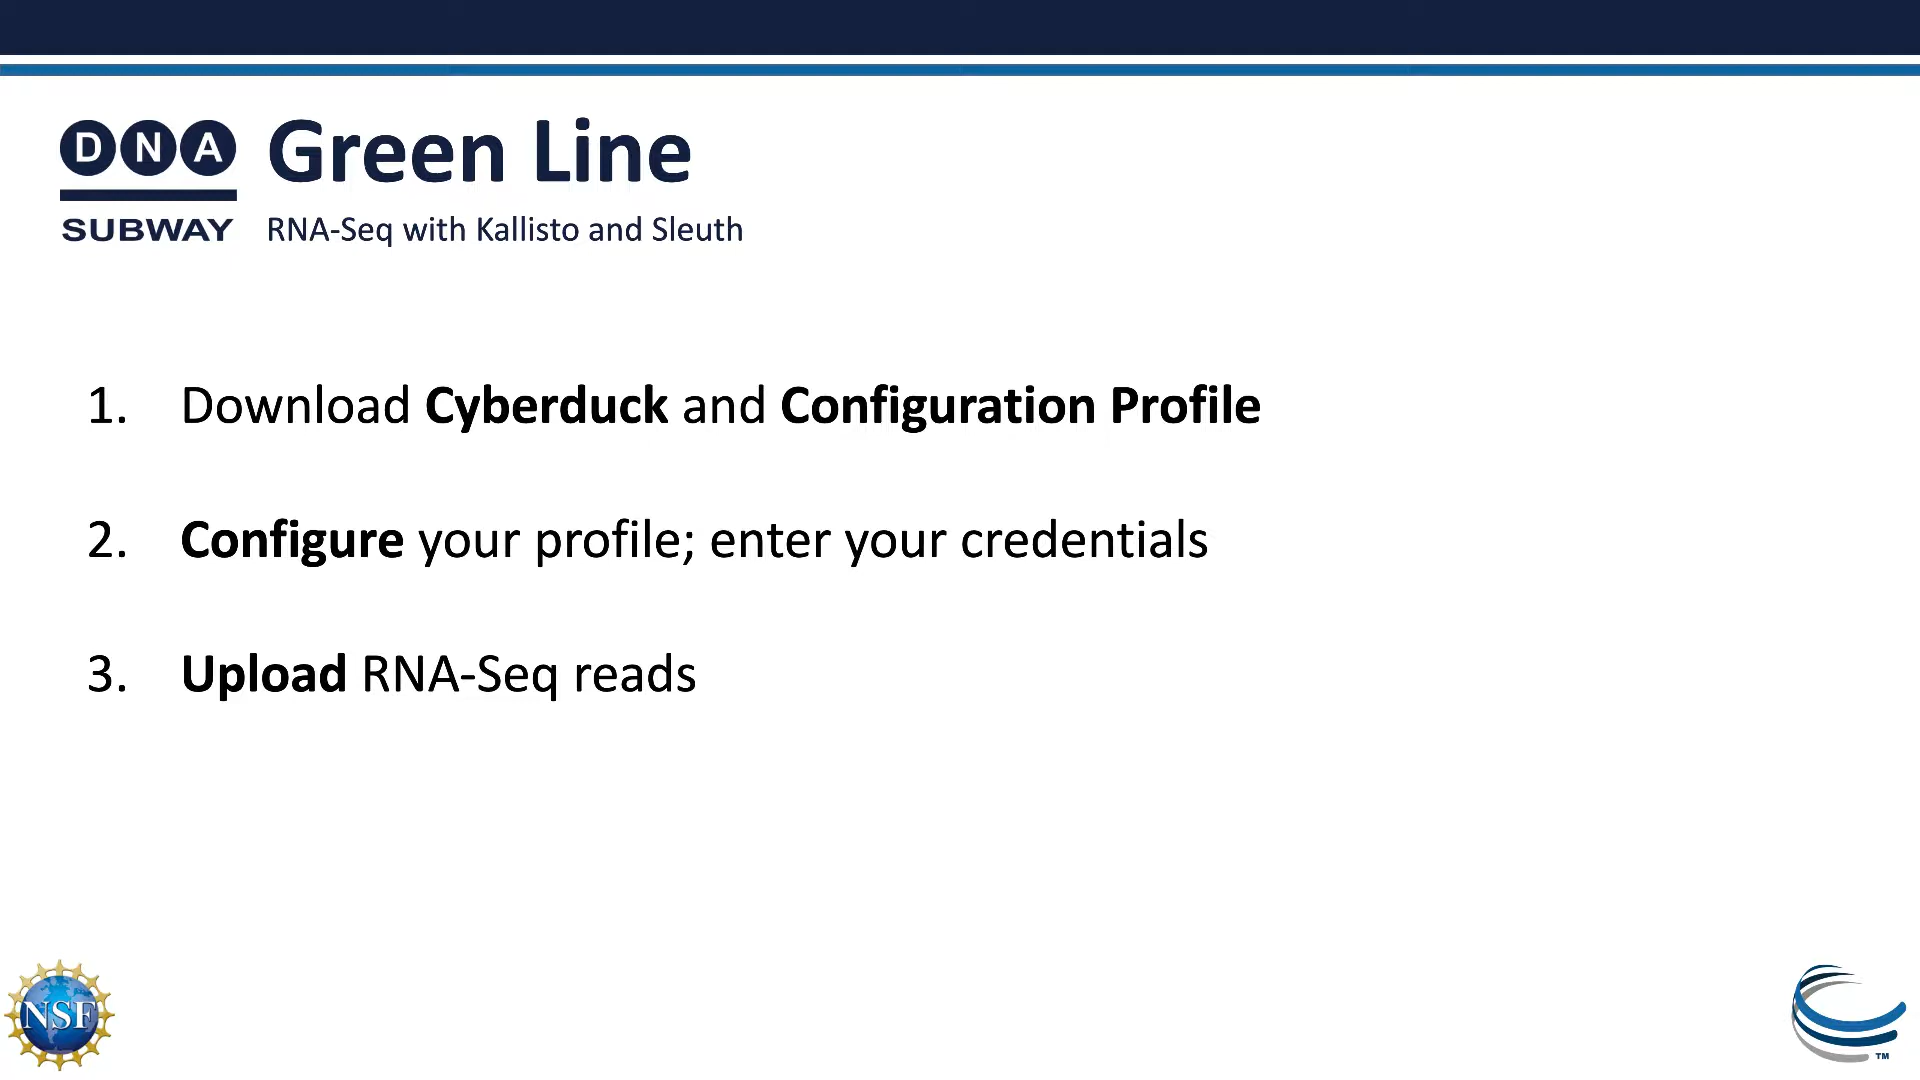 DNA
SUBWAY
Green Line
RNA-Seq with Kallisto and Sleuth
1. Download Cyberduck and Configuration Profile
2. Configure your profile; enter your credentials
3. Upload RNA-Seq reads
NSF
TM